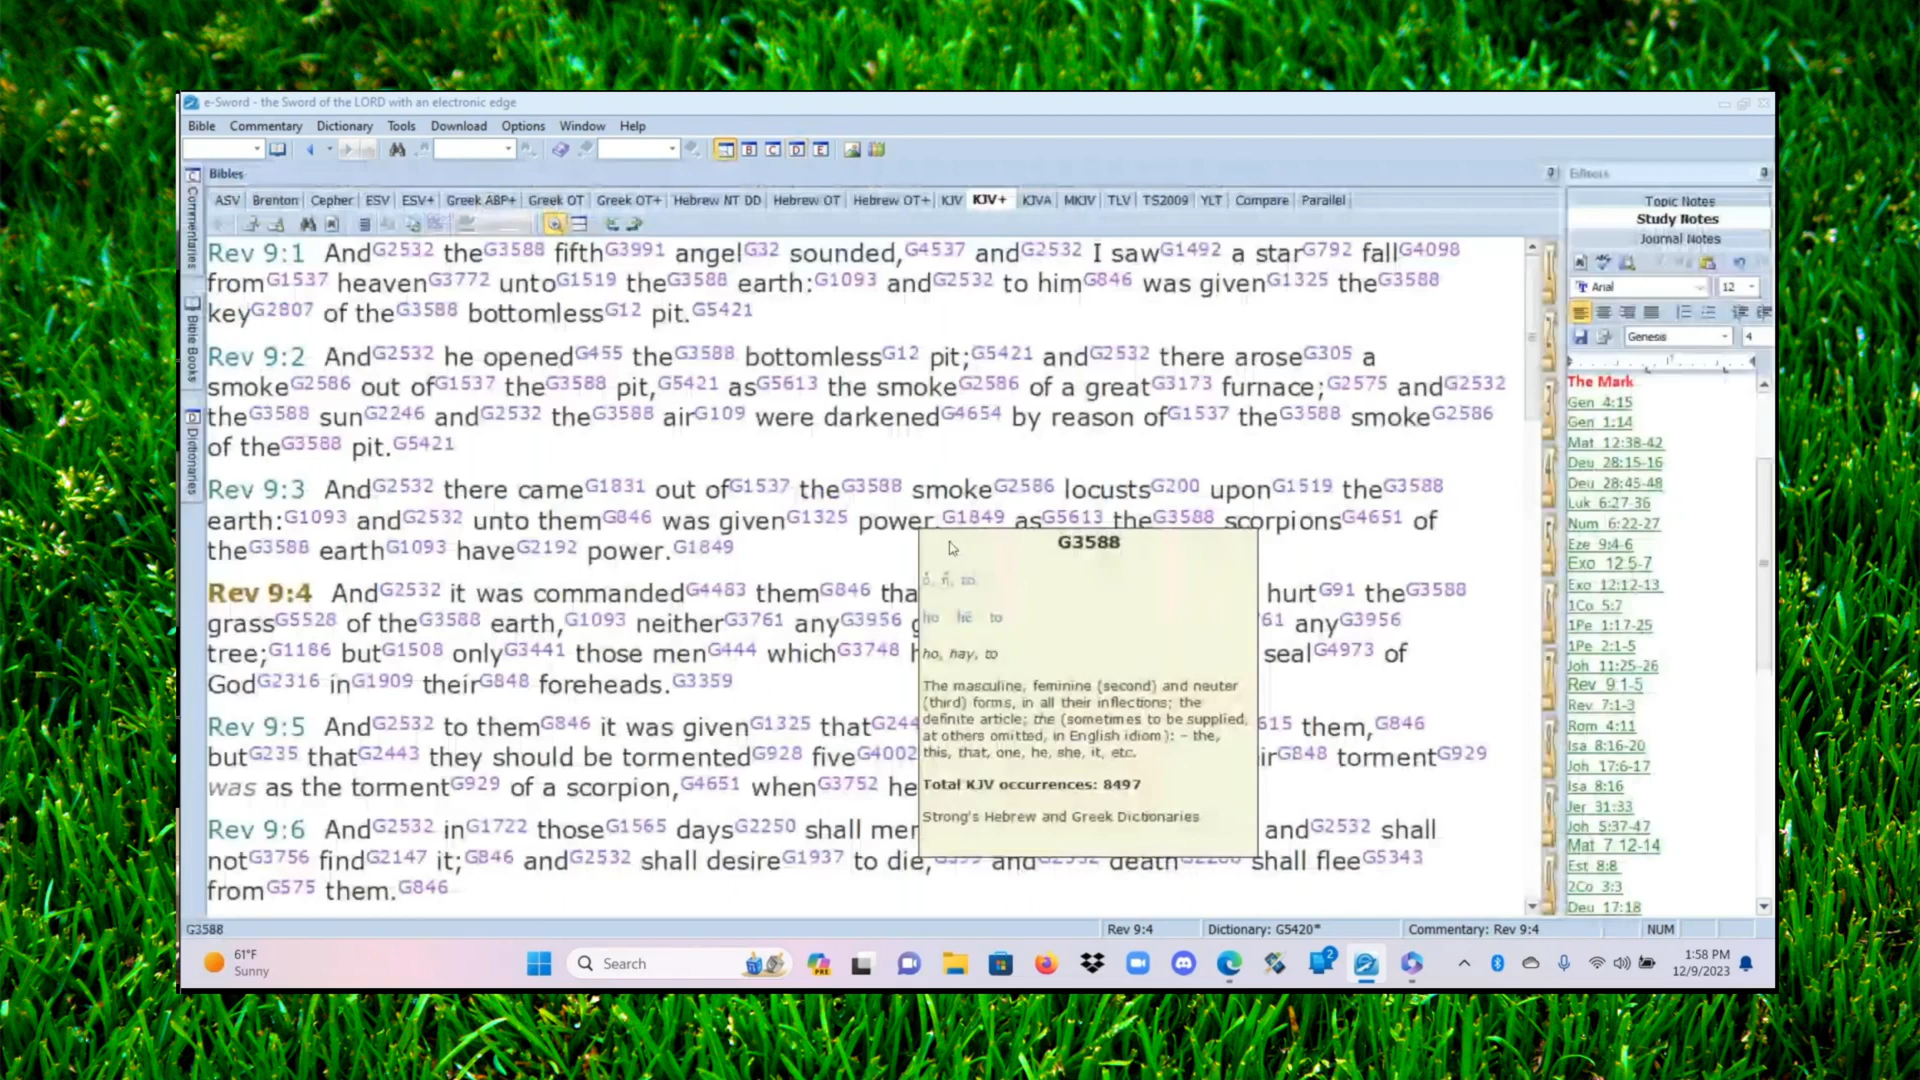 e-Sword - the Sword of the LORD with an electronic edge
Bible Commentary Dictionary Tools Download Options Window Help
B C D E
Bibles
ASV Brenton Cepher ESV ESV+ Greek ABP+ Greek OT Greek OT+ Hebrew NT DD Hebrew OT Hebrew OT+ KJV KJV+ KJVA MKJV TLV TS2009 YLT Compare Parallel
Commentaries
Bible Books
Dictionaries
Rev 9:1 AndG2532 theG3588 fifthG3991 angelG32 sounded,G4537 andG2532 I sawG1492 a starG792 fallG4098
fromG1537 heavenG3772 untoG1519 theG3588 earth:G1093 andG2532 to himG846 was givenG1325 theG3588
keyG2807 of theG3588 bottomlessG12 pit.G5421
Rev 9:2 AndG2532 he openedG455 theG3588 bottomlessG12 pit;G5421 andG2532 there aroseG305 a
smokeG2586 out ofG1537 theG3588 pit,G5421 asG5613 the smokeG2586 of a greatG3173 furnace;G2575 andG2532
theG3588 sunG2246 andG2532 theG3588 airG109 were darkenedG4654 by reason ofG1537 theG3588 smokeG2586
of theG3588 pit.G5421
Rev 9:3 AndG2532 there cameG1831 out ofG1537 theG3588 smokeG2586 locustsG200 uponG1519 theG3588
earth:G1093 andG2532 unto themG846 was givenG1325 power,G1849 asG5613 theG3588 scorpionsG4651 of
theG3588 earthG1093 haveG2192 power.G1849
Rev 9:4 AndG2532 it was commandedG4483 themG846 tha hurtG91 theG3588
grassG5528 of theG3588 earth,G1093 neitherG3761 anyG3956 g 61 anyG3956
tree;G1186 butG1508 onlyG3441 those menG444 whichG3748 h sealG4973 of
GodG2316 inG1909 theirG848 foreheads.G3359
Rev 9:5 AndG2532 to themG846 it was givenG1325 thatG244 615 them,G846
butG235 thatG2443 they should be tormentedG928 fiveG4002 irG848 tormentG929
was as the tormentG929 of a scorpion,G4651 whenG3752 he
Rev 9:6 AndG2532 inG1722 thoseG1565 daysG2250 shall men andG2532 shall
notG3756 findG2147 it;G846 andG2532 shall desireG1937 to die, and death shall fleeG5343
fromG575 them.G846
G3588
ho hē to
ho, hay, to
The masculine, feminine (second) and neuter
(third) forms, in all their inflections; the
definite article; the (sometimes to be supplied,
at others omitted, in English idiom): - the,
this, that, one, he, she, it, etc.
Total KJV occurrences: 8497
Strong's Hebrew and Greek Dictionaries
Editors
Topic Notes
Study Notes
Journal Notes
Arial 12
Genesis 4
The Mark
Gen 4:15
Gen 1:14
Mat 12:38-42
Deu 28:15-16
Deu 28:45-48
Luk 6:27-36
Num 6:22-27
Eze 9:4-6
Exo 12:5-7
Exo 12:12-13
1Co 5:7
1Pe 1:17-25
1Pe 2:1-5
Joh 11:25-26
Rev 9:1-5
Rev 7:1-3
Rom 4:11
Isa 8:16-20
Joh 17:6-17
Isa 8:16
Jer 31:33
Joh 5:37-47
Mat 7:12-14
Est 8:8
2Co 3:3
Deu 17:18
G3588 Rev 9:4 Dictionary: G5420* Commentary: Rev 9:4 NUM
61°F
Sunny
Search
PRE
2
1:58 PM
12/9/2023